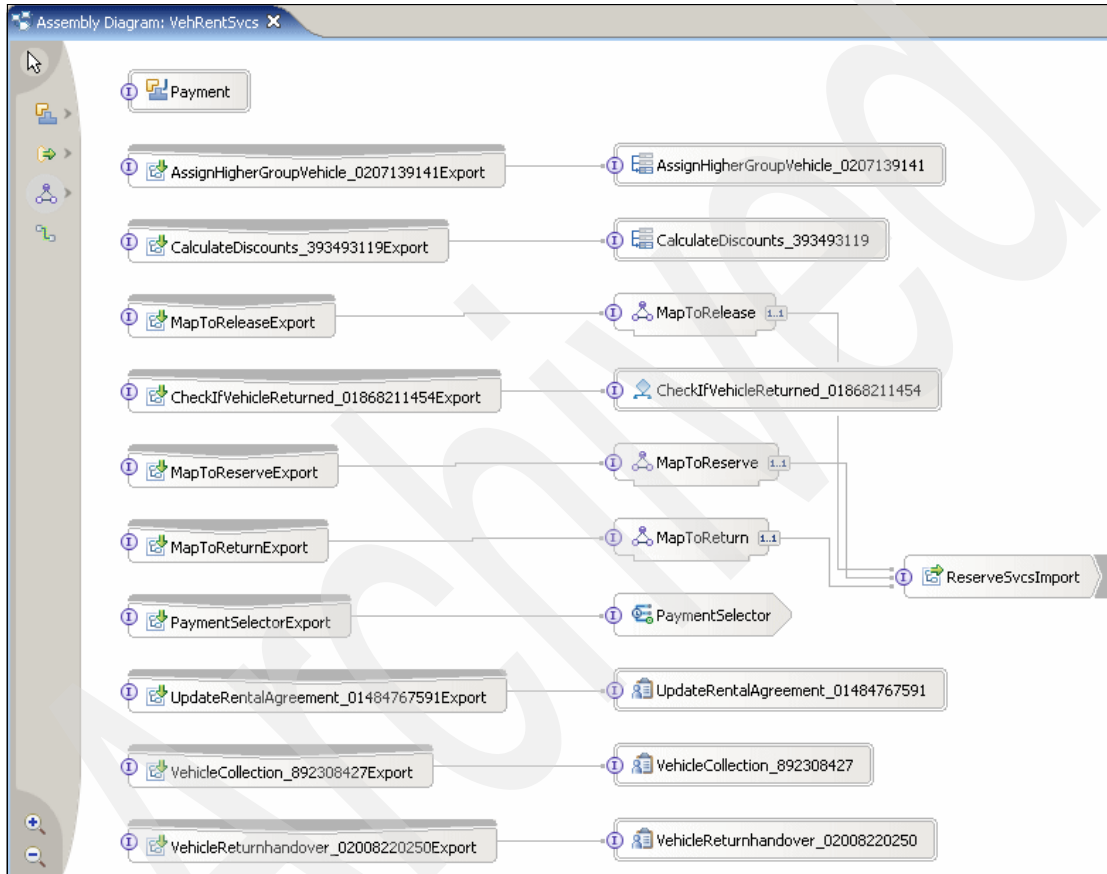 Assembly Diagram: VehRentSvcs
Payment
AssignHigherGroupVehicle_0207139141Export
AssignHigherGroupVehicle_0207139141
CalculateDiscounts_393493119Export
CalculateDiscounts_393493119
MapToReleaseExport
MapToRelease 1..1
CheckIfVehicleReturned_01868211454Export
CheckIfVehicleReturned_01868211454
MapToReserveExport
MapToReserve 1..1
MapToReturnExport
MapToReturn 1..1
ReserveSvcsImport
PaymentSelectorExport
PaymentSelector
UpdateRentalAgreement_01484767591Export
UpdateRentalAgreement_01484767591
VehicleCollection_892308427Export
VehicleCollection_892308427
VehicleReturnhandover_02008220250Export
VehicleReturnhandover_02008220250
Archived